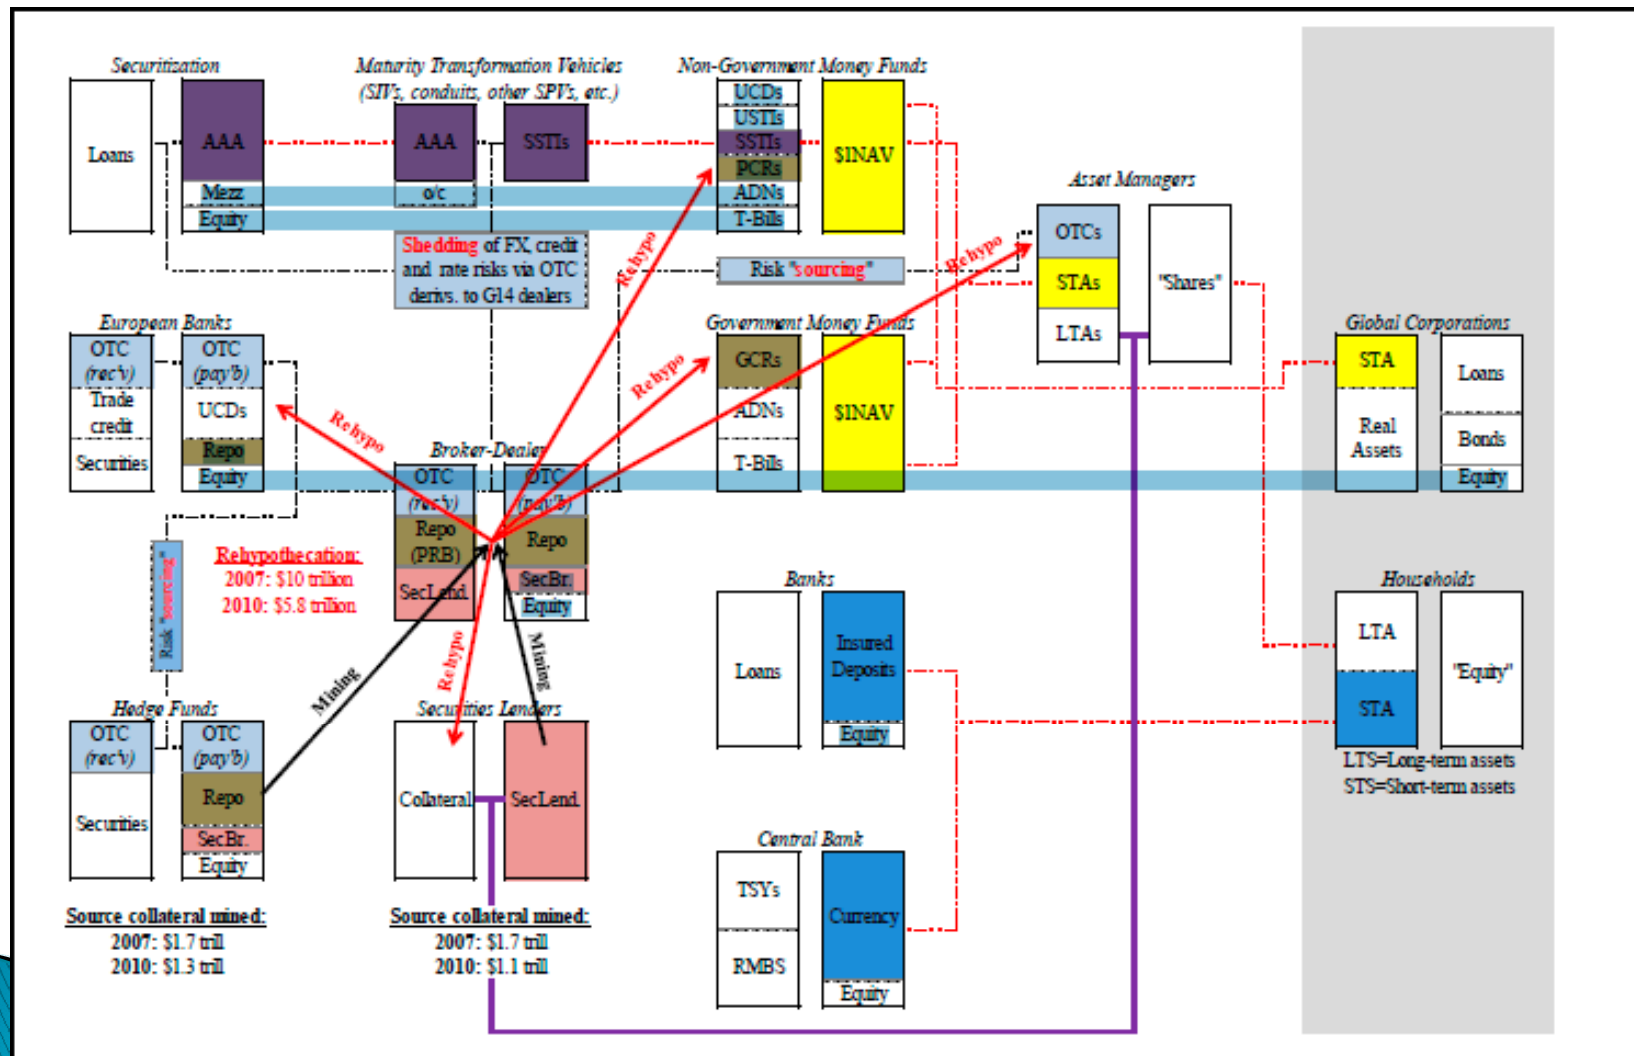 Securitization
Loans
AAA
Mezz
Equity
Maturity Transformation Vehicles
(SIVs, conduits, other SPVs, etc.)
AAA
o/c
SSTIs
Non-Government Money Funds
UCDs
USTIs
SSTIs
PCRs
ADNs
T-Bills
$1NAV
Asset Managers
OTCs
STAs
LTAs
"Shares"
Shedding of FX, credit
and rate risks via OTC
derivs. to G14 dealers
Risk "sourcing"
Rehypo
Rehypo
Rehypo
Rehypo
Rehypo
European Banks
OTC
(rec'v)
Trade
credit
Securities
OTC
(pay'b)
UCDs
Repo
Equity
Government Money Funds
GCRs
ADNs
T-Bills
$1NAV
Global Corporations
STA
Real
Assets
Loans
Bonds
Equity
Broker-Dealer
OTC
(rec'v)
Repo
(PRB)
SecLend.
OTC
(pay'b)
Repo
SecBr.
Equity
Rehypothecation:
2007: $10 trillion
2010: $5.8 trillion
Risk "sourcing"
Mining
Mining
Banks
Loans
Insured
Deposits
Equity
Households
LTA
STA
"Equity"
LTS=Long-term assets
STS=Short-term assets
Hedge Funds
OTC
(rec'v)
Securities
OTC
(pay'b)
Repo
SecBr.
Equity
Securities Lenders
Collateral
SecLend.
Central Bank
TSYs
RMBS
Currency
Equity
Source collateral mined:
2007: $1.7 trill
2010: $1.3 trill
Source collateral mined:
2007: $1.7 trill
2010: $1.1 trill